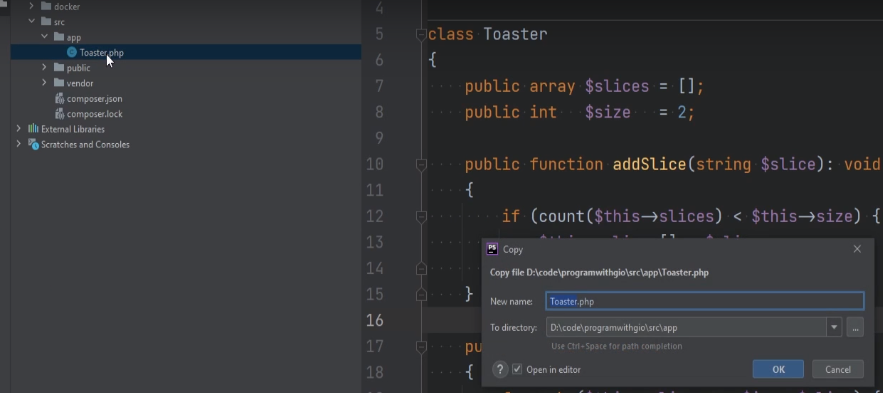 docker
src
app
Toaster.php
public
vendor
composer.json
composer.lock
External Libraries
Scratches and Consoles
4
5 class Toaster
6 {
7 public array $slices = [];
8 public int $size = 2;
9
10 public function addSlice(string $slice): void
11 {
12 if (count($this→slices) < $this→size) {
13
14
15 }
16
17 pu
18 {
PS Copy
Copy file D:\code\programwithgio\src\app\Toaster.php
New name: Toaster.php
To directory: D:\code\programwithgio\src\app ...
Use Ctrl+Space for path completion
? Open in editor OK Cancel